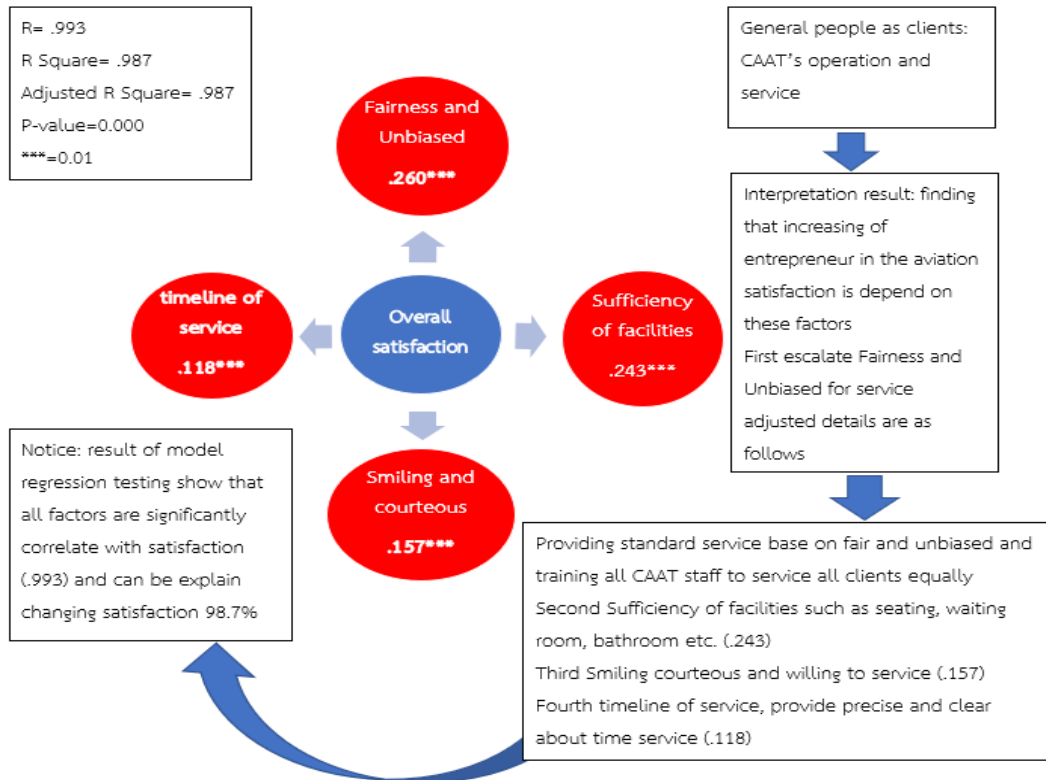 R= .993
R Square= .987
Adjusted R Square= .987
P-value=0.000
***=0.01
Fairness and
Unbiased
.260***
General people as clients:
CAAT's operation and
service
timeline of
service
.118***
Overall
satisfaction
Sufficiency
of facilities
.243***
Interpretation result: finding
that increasing of
entrepreneur in the aviation
satisfaction is depend on
these factors
First escalate Fairness and
Unbiased for service
adjusted details are as
follows
Smiling and
courteous
.157***
Notice: result of model
regression testing show that
all factors are significantly
correlate with satisfaction
(.993) and can be explain
changing satisfaction 98.7%
Providing standard service base on fair and unbiased and
training all CAAT staff to service all clients equally
Second Sufficiency of facilities such as seating, waiting
room, bathroom etc. (.243)
Third Smiling courteous and willing to service (.157)
Fourth timeline of service, provide precise and clear
about time service (.118)